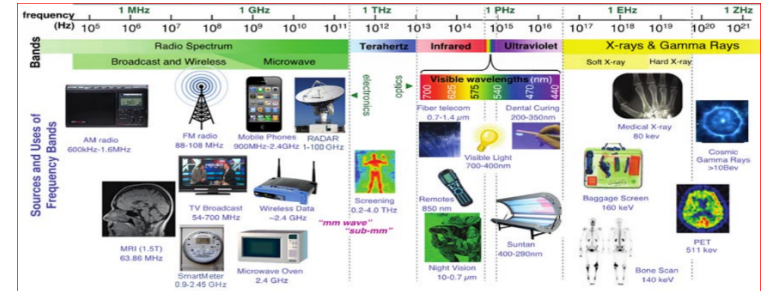 frequency 1 MHz 1 GHz 1 THz 1 PHz 1 EHz 1 ZHz
(Hz) 10⁵ 10⁶ 10⁷ 10⁸ 10⁹ 10¹⁰ 10¹¹ 10¹² 10¹³ 10¹⁴ 10¹⁵ 10¹⁶ 10¹⁷ 10¹⁸ 10¹⁹ 10²⁰ 10²¹
Bands
Radio Spectrum Terahertz Infrared Ultraviolet X-rays & Gamma Rays
Broadcast and Wireless Microwave Soft X-ray Hard X-ray
electronics
optics
Visible wavelengths (nm)
700 625 575 540 470 440
Sources and Uses of
Frequency Bands
AM radio
600kHz-1.6MHz
FM radio
88-108 MHz
Mobile Phones
900MHz-2.4GHz
RADAR
1-100 GHz
Fiber telecom
0.7-1.4 µm
Dental Curing
200-350nm
Visible Light
700-400nm
Medical X-ray
80 kev
Cosmic
Gamma Rays
>10Bev
TV Broadcast
54-700 MHz
Wireless Data
~2.4 GHz
Screening
0.2-4.0 THz
"mm wave"
"sub-mm"
Remotes
850 nm
Baggage Screen
160 keV
MRI (1.5T)
63.86 MHz
SmartMeter
0.9-2.45 GHz
Microwave Oven
2.4 GHz
Night Vision
10-0.7 µm
Suntan
400-290nm
Bone Scan
140 keV
PET
511 kev